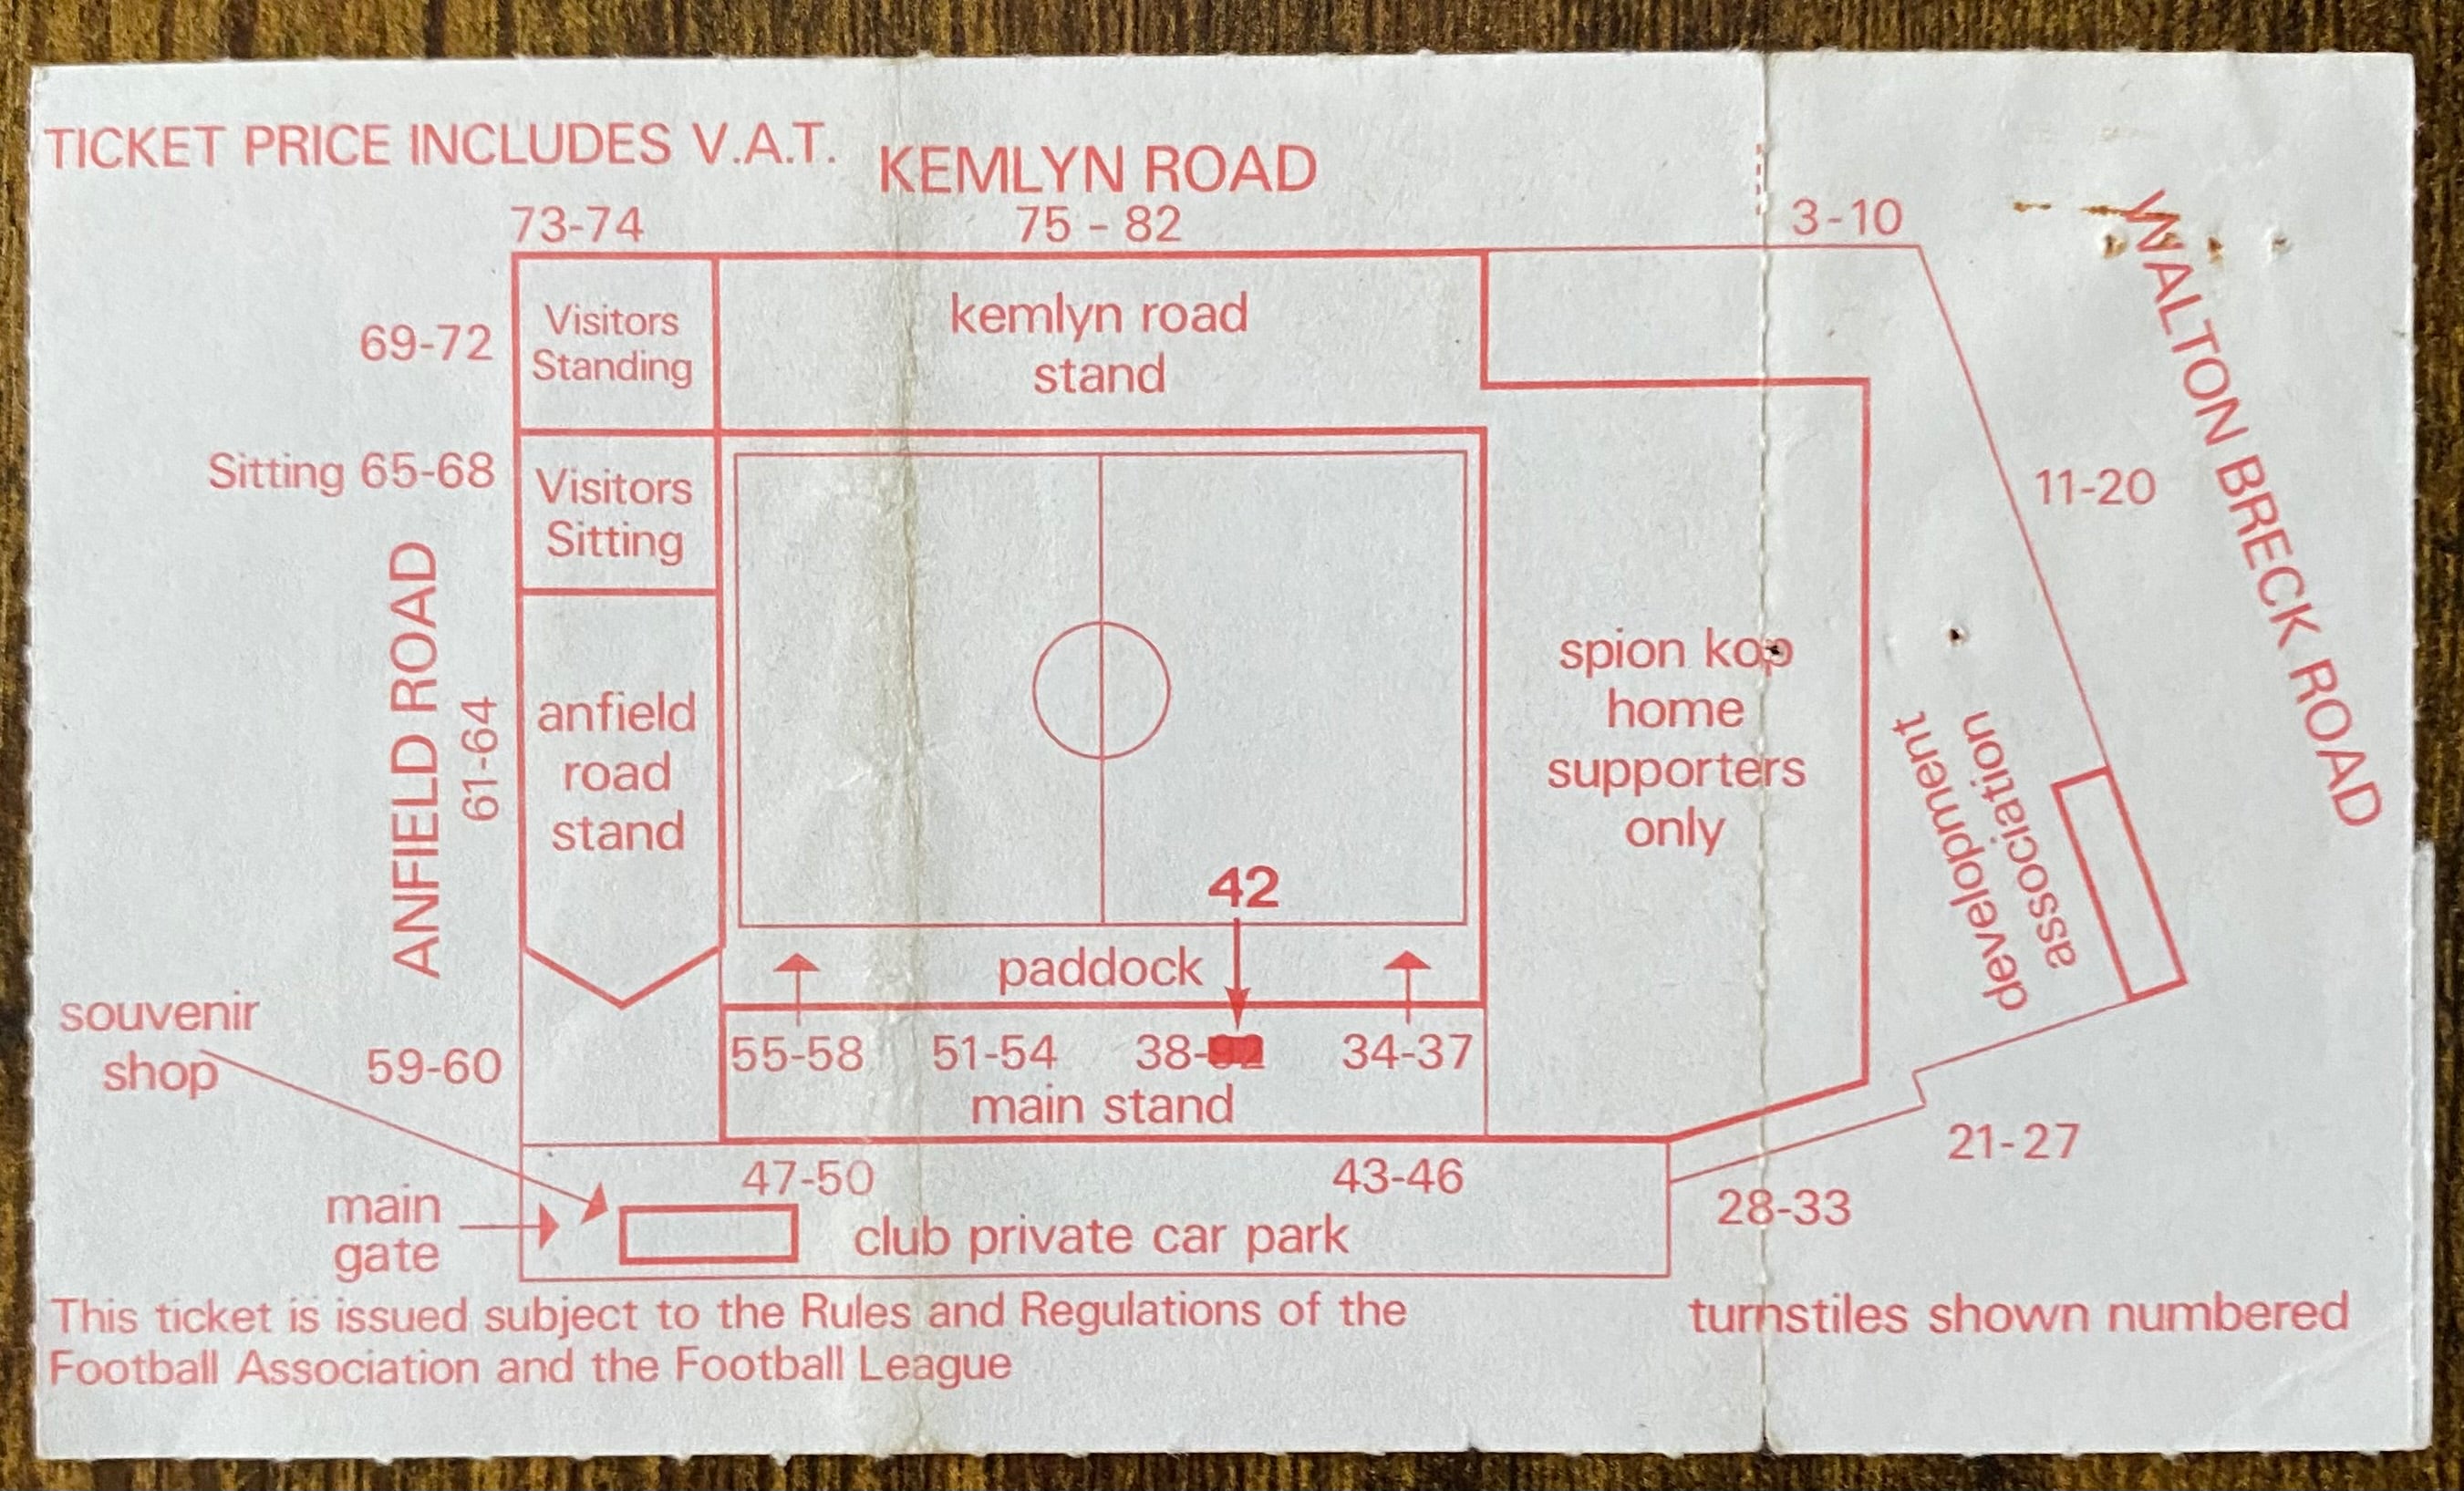 TICKET PRICE INCLUDES V.A.T.
KEMLYN ROAD
73-74
75 - 82
3-10
WALTON BRECK ROAD
69-72
Visitors
Standing
kemlyn road
stand
Sitting 65-68
Visitors
Sitting
11-20
ANFIELD ROAD
61-64
anfield
road
stand
spion kop
home
supporters
only
development
association
42
paddock
souvenir
shop
59-60
55-58
51-54
38-
34-37
main stand
47-50
43-46
21-27
28-33
main
gate
club private car park
This ticket is issued subject to the Rules and Regulations of the
Football Association and the Football League
turnstiles shown numbered